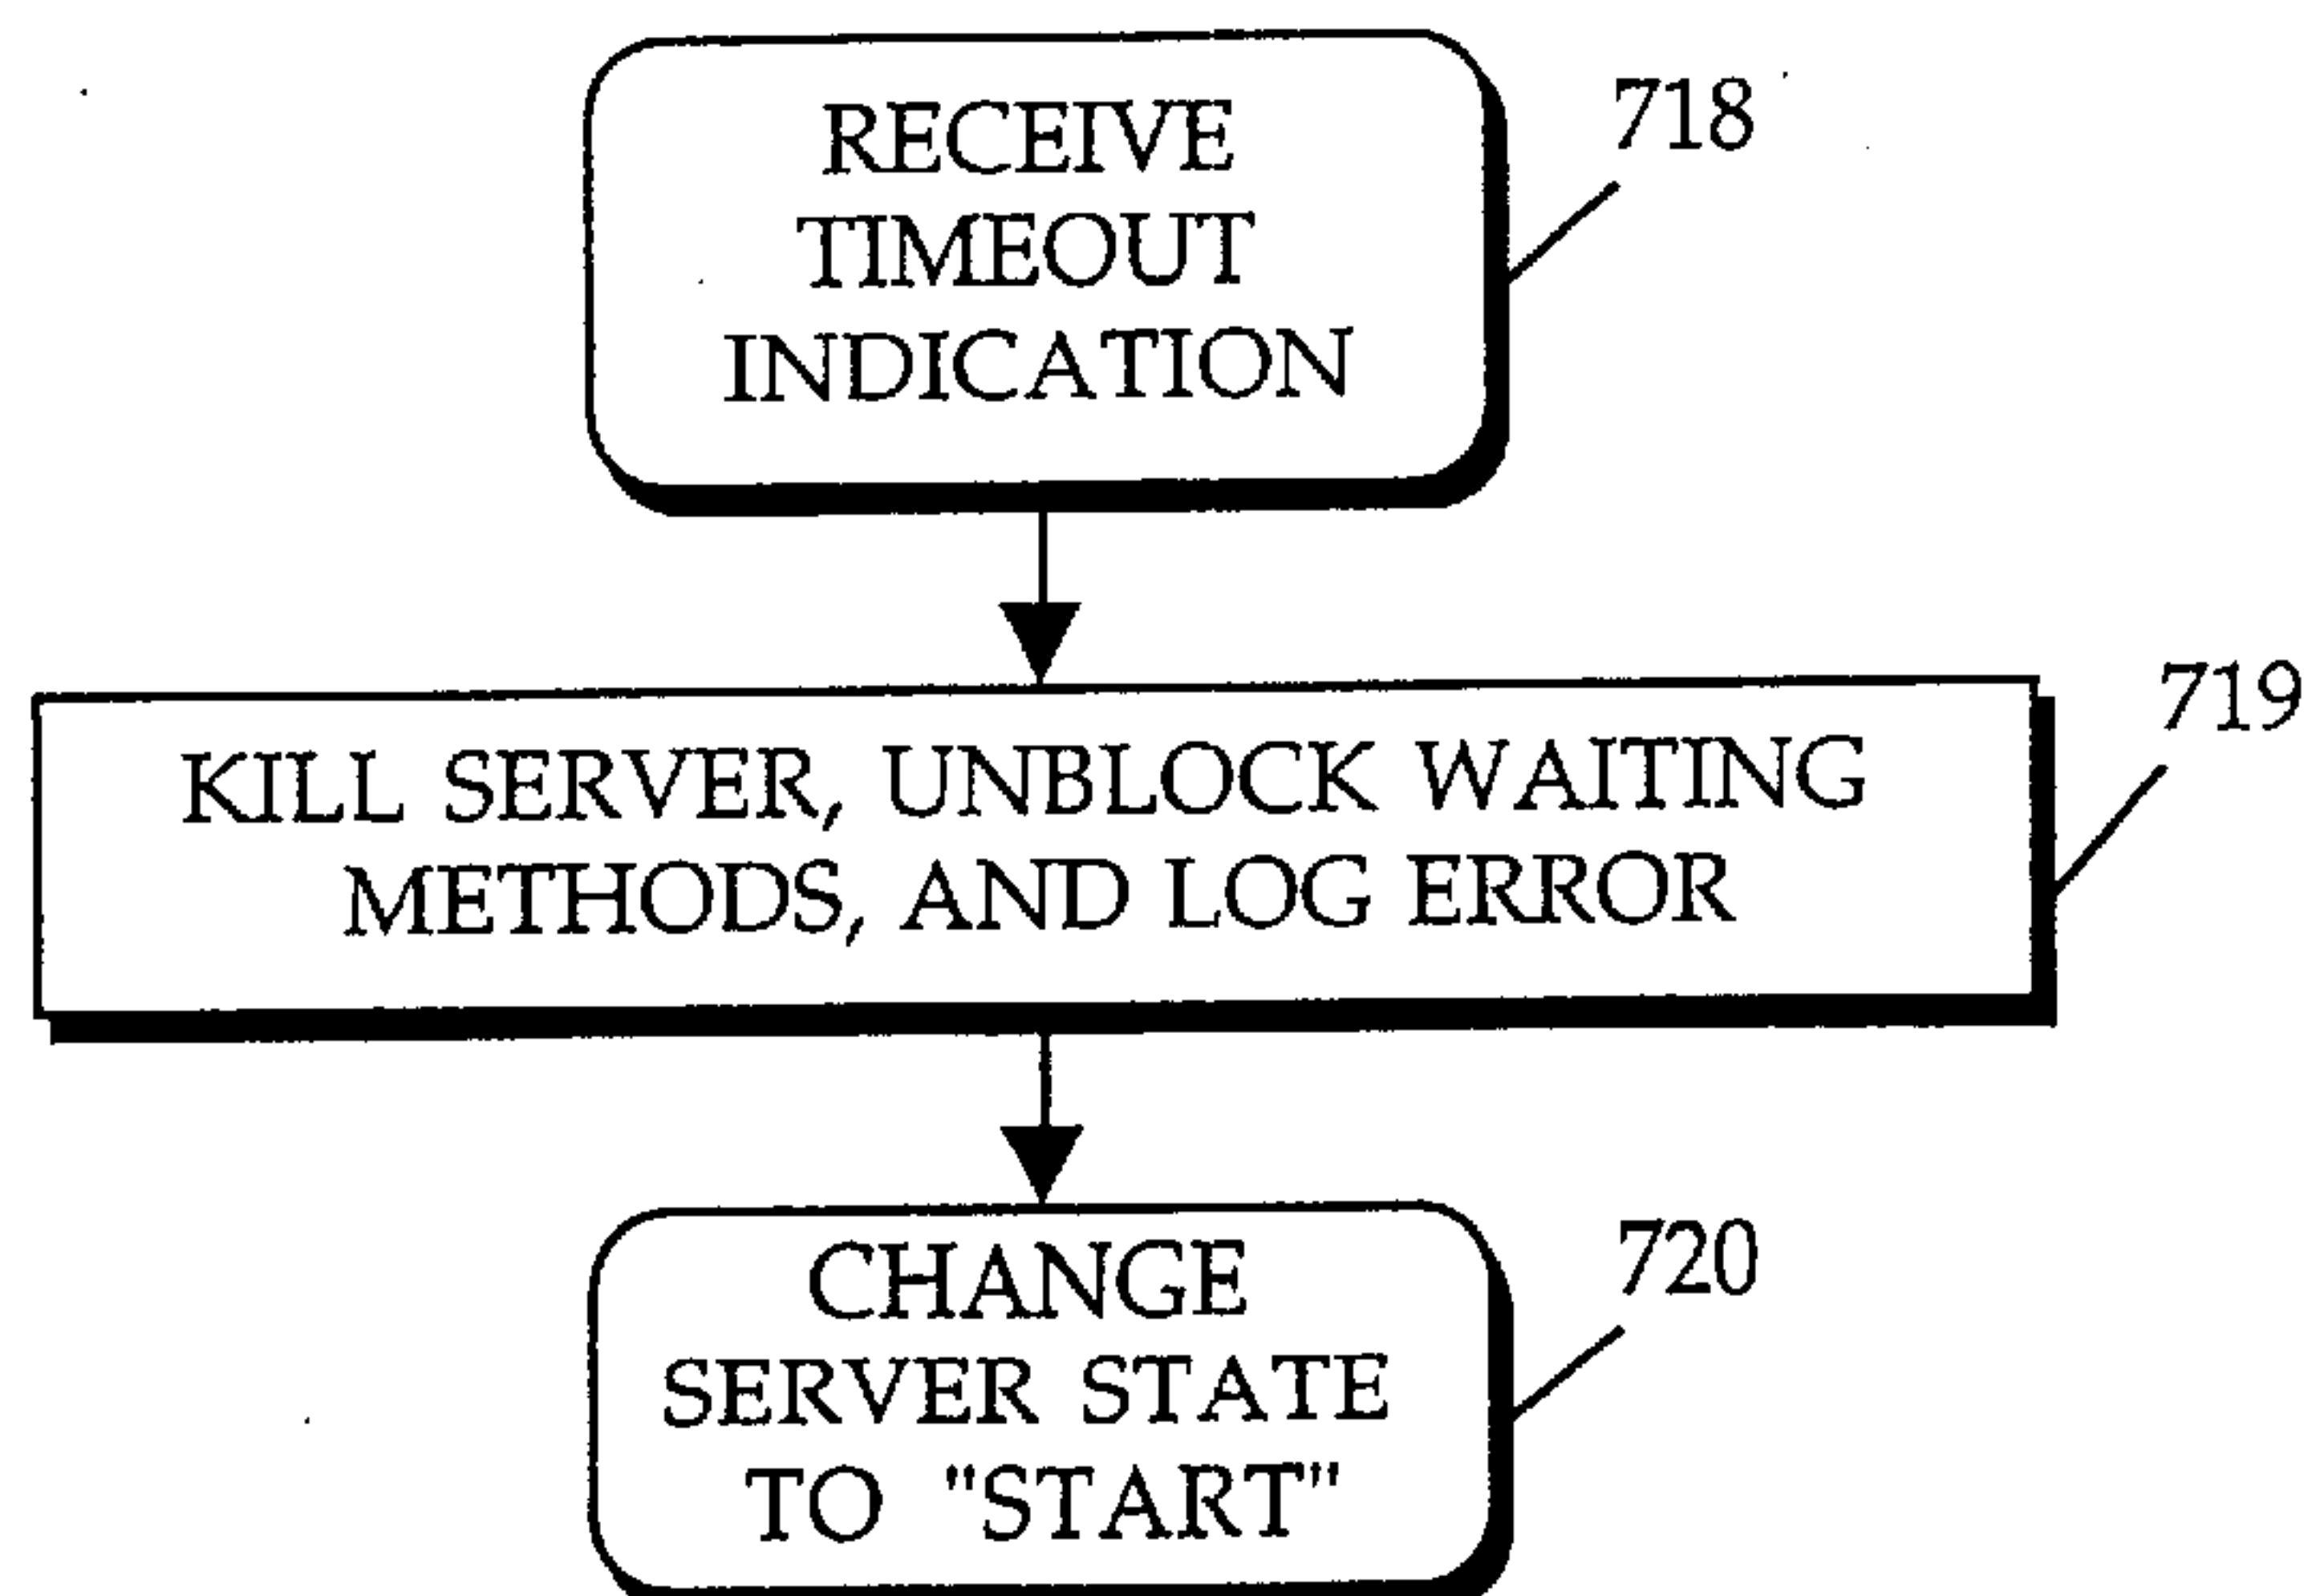 RECEIVE
TIMEOUT
INDICATION
718
KILL SERVER, UNBLOCK WAITING
METHODS, AND LOG ERROR
719
CHANGE
SERVER STATE
TO "START"
720